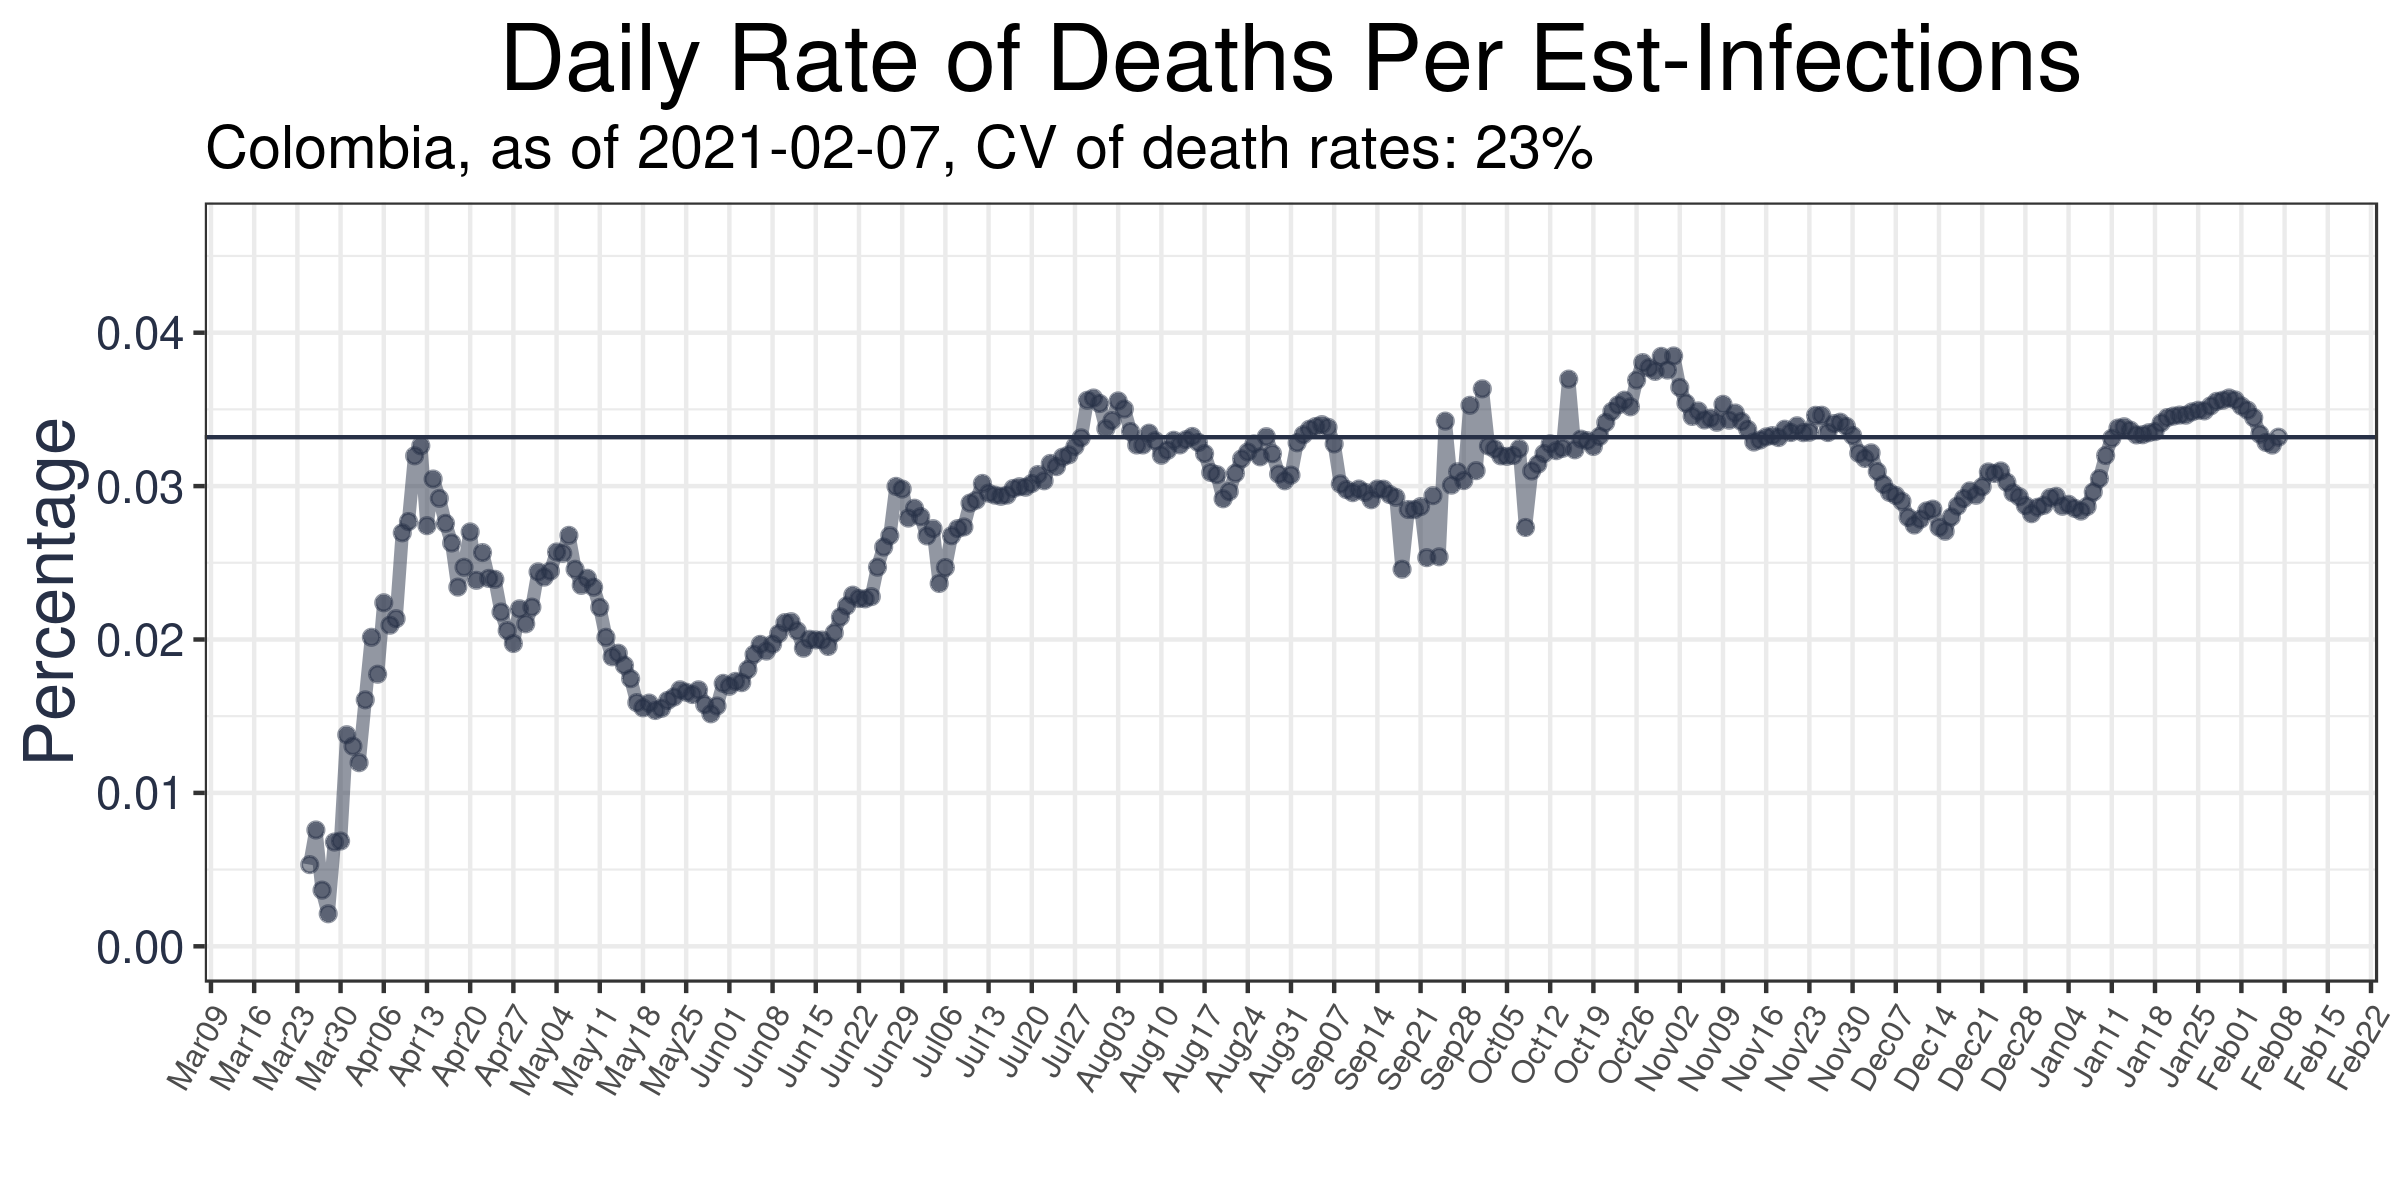 Daily Rate of Deaths Per Est-Infections
Colombia, as of 2021-02-07, CV of death rates: 23%
Percentage
0.04
0.03
0.02
0.01
0.00
Mar09
Mar16
Mar23
Mar30
Apr06
Apr13
Apr20
Apr27
May04
May11
May18
May25
Jun01
Jun08
Jun15
Jun22
Jun29
Jul06
Jul13
Jul20
Jul27
Aug03
Aug10
Aug17
Aug24
Aug31
Sep07
Sep14
Sep21
Sep28
Oct05
Oct12
Oct19
Oct26
Nov02
Nov09
Nov16
Nov23
Nov30
Dec07
Dec14
Dec21
Dec28
Jan04
Jan11
Jan18
Jan25
Feb01
Feb08
Feb15
Feb22